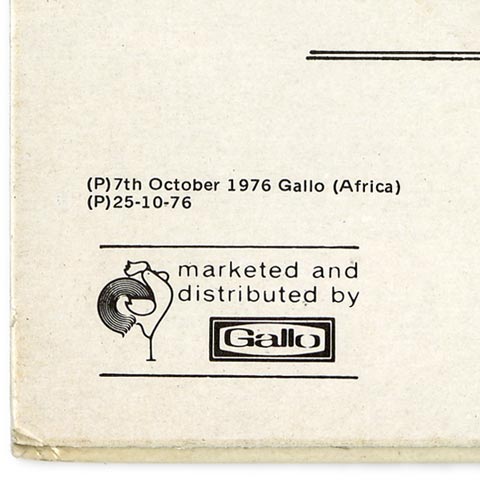 (P)7th October 1976 Gallo (Africa)
(P)25-10-76
marketed and
distributed by
Gallo